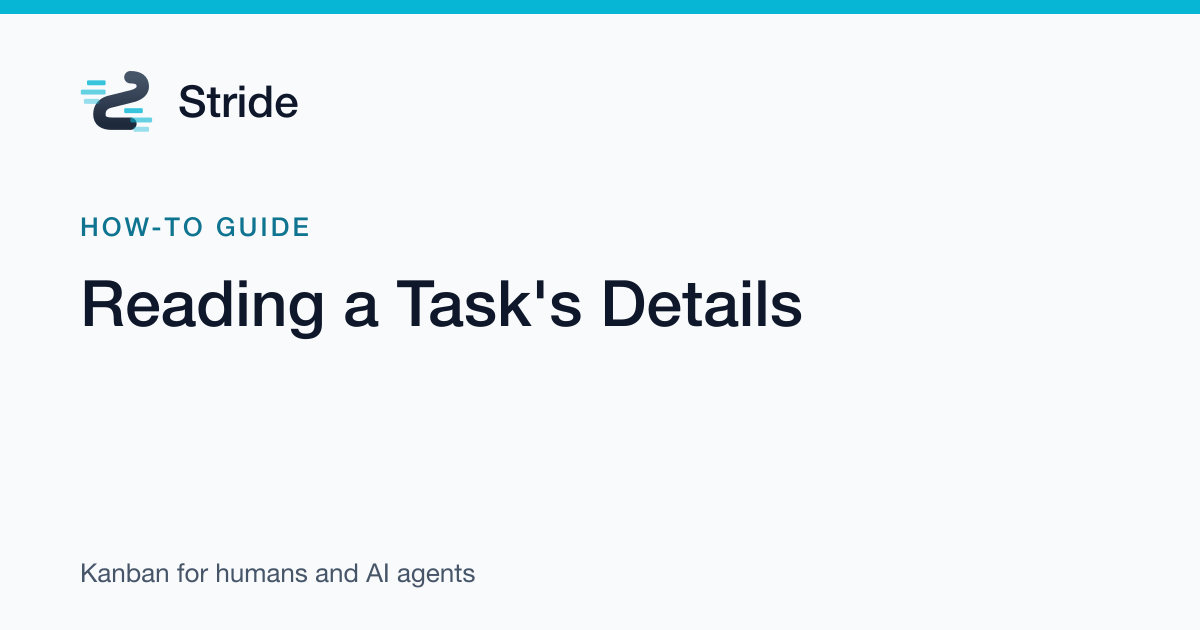 Stride
HOW-TO GUIDE
Reading a Task's Details
Kanban for humans and AI agents